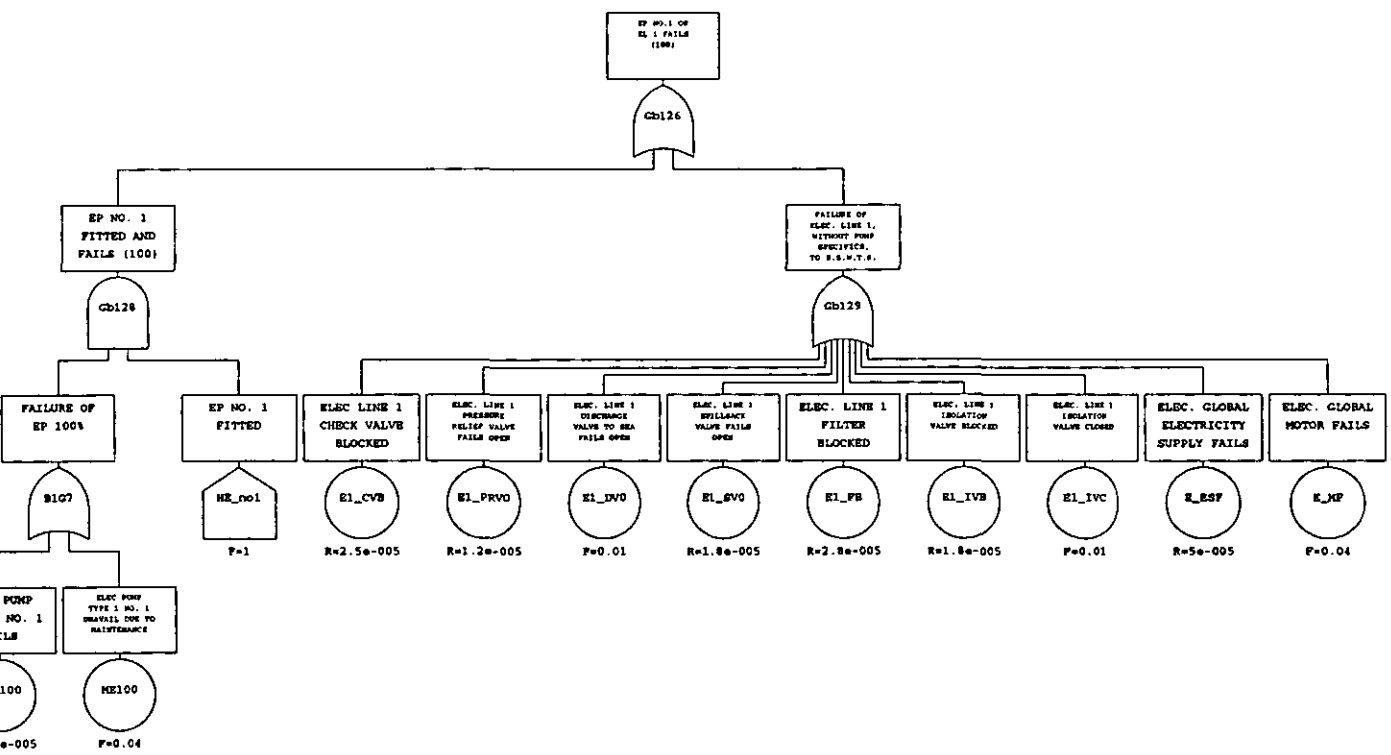 EP NO.1 OF
EL 1 FAILS
(100)
Gb126
EP NO. 1
FITTED AND
FAILS (100)
FAILURE OF
ELEC. LINE 1,
WITHOUT PUMP
SPECIFICS,
TO S.S.W.T.S.
Gb128
Gb129
FAILURE OF
EP 100%
EP NO. 1
FITTED
ELEC LINE 1
CHECK VALVE
BLOCKED
ELEC. LINE 1
PRESSURE
RELIEF VALVE
FAILS OPEN
ELEC. LINE 1
DISCHARGE
VALVE TO SEA
FAILS OPEN
ELEC. LINE 1
SPILLBACK
VALVE FAILS
OPEN
ELEC. LINE 1
FILTER
BLOCKED
ELEC. LINE 1
ISOLATION
VALVE BLOCKED
ELEC. LINE 1
ISOLATION
VALVE CLOSED
ELEC. GLOBAL
ELECTRICITY
SUPPLY FAILS
ELEC. GLOBAL
MOTOR FAILS
HE_no1
E1_CVB
E1_PRVO
E1_DVO
E1_SVO
E1_FB
E1_IVB
E1_IVC
E_ESF
E_MF
F=1
R=2.5e-005
R=1.2e-005
F=0.01
R=1.8e-005
R=2.8e-005
R=1.8e-005
F=0.01
R=5e-005
F=0.04
PUMP
NO. 1
ILS
ELEC PUMP
TYPE 1 NO. 1
UNAVAIL DUE TO
MAINTENANCE
100
ME100
e-005
F=0.04